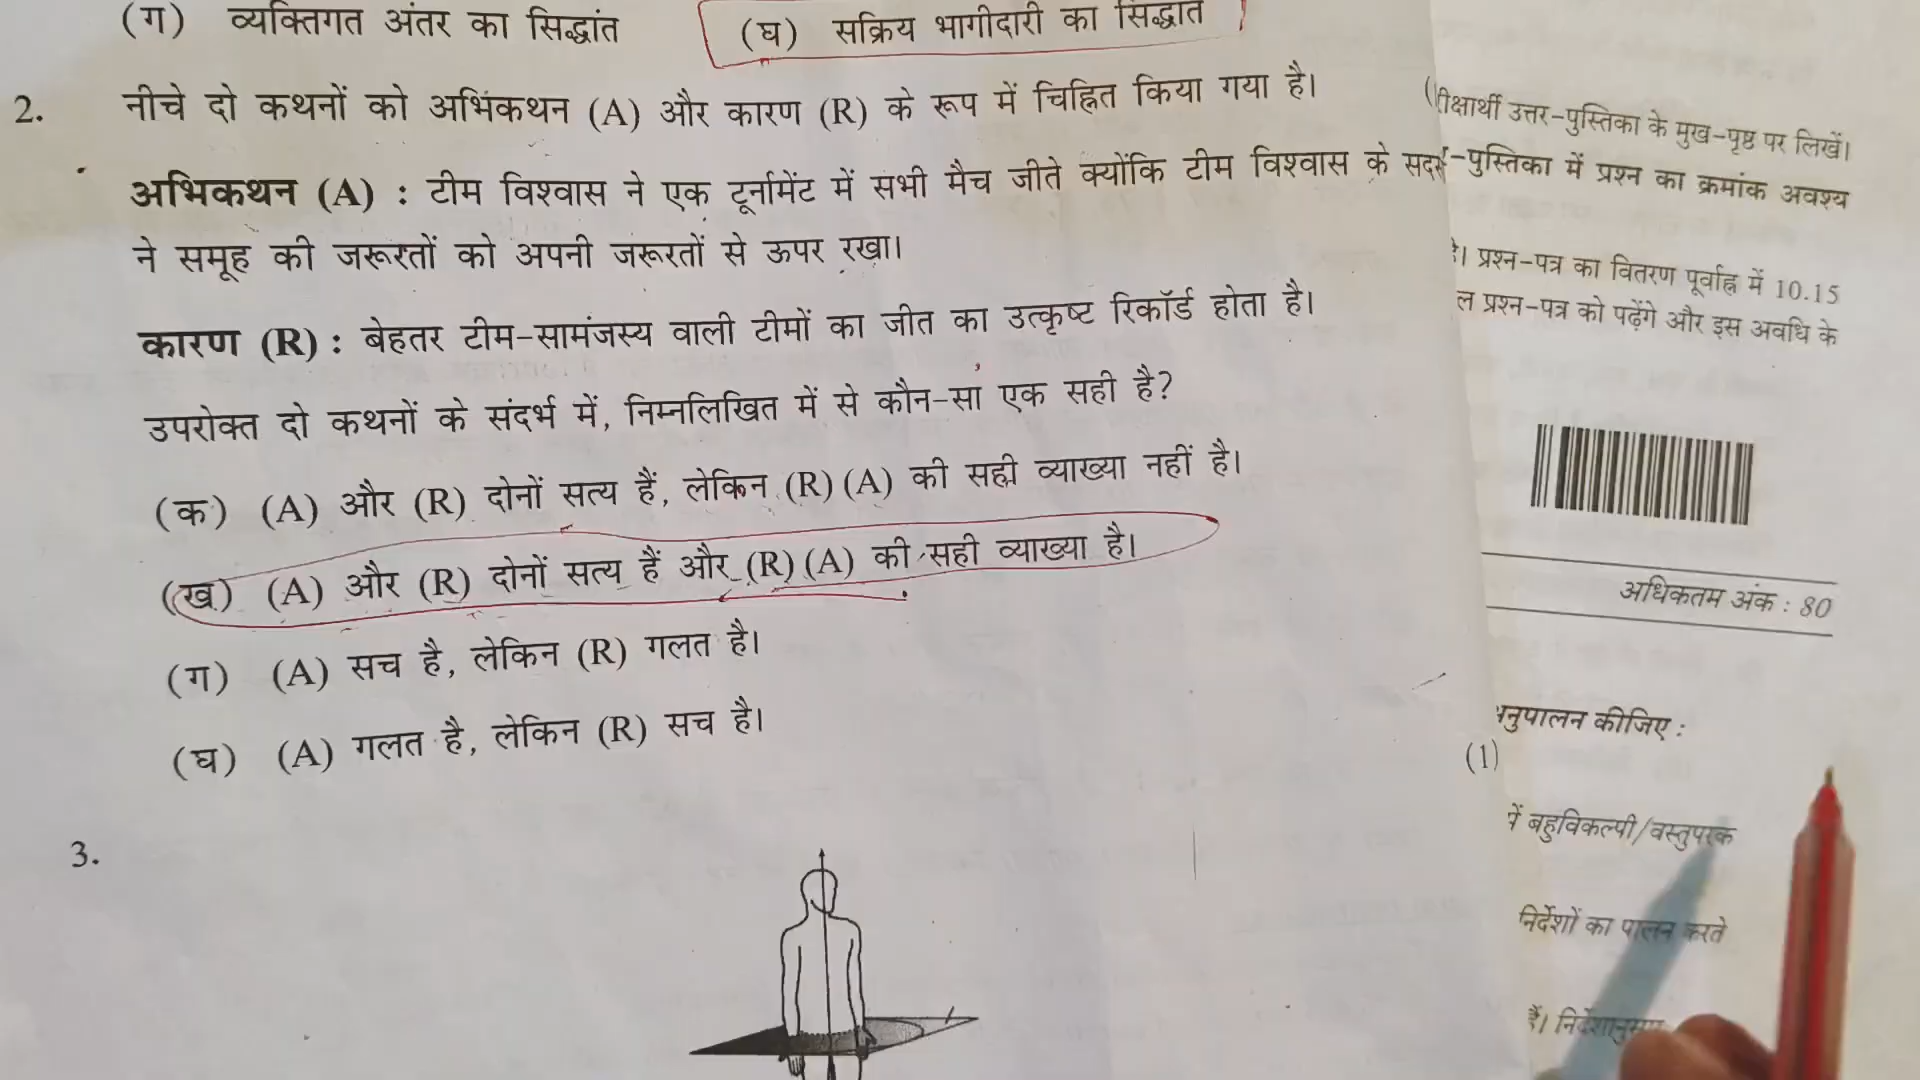 (ग) व्यक्तिगत अंतर का सिद्धांत (घ) सक्रिय भागीदारी का सिद्धांत
2. नीचे दो कथनों को अभिकथन (A) और कारण (R) के रूप में चिह्नित किया गया है।
अभिकथन (A) : टीम विश्वास ने एक टूर्नामेंट में सभी मैच जीते क्योंकि टीम विश्वास के
ने समूह की जरूरतों को अपनी जरूरतों से ऊपर रखा।
कारण (R) : बेहतर टीम-सामंजस्य वाली टीमों का जीत का उत्कृष्ट रिकॉर्ड होता है।
उपरोक्त दो कथनों के संदर्भ में, निम्नलिखित में से कौन-सा एक सही है?
(क) (A) और (R) दोनों सत्य हैं, लेकिन (R) (A) की सही व्याख्या नहीं है।
(ख) (A) और (R) दोनों सत्य हैं और (R) (A) की सही व्याख्या है।
(ग) (A) सच है, लेकिन (R) गलत है।
(घ) (A) गलत है, लेकिन (R) सच है।
3.
उत्तर-पुस्तिका के मुख-पृष्ठ पर लिखें।
-पुस्तिका में प्रश्न का क्रमांक अवश्य
प्रश्न-पत्र का वितरण पूर्वाह्न में 10.15
प्रश्न-पत्र को पढ़ेंगे और इस अवधि के
अधिकतम अंक : 80
कीजिए :
(1)
बहुविकल्पी/वस्तुपरक
निर्देशों का पालन करते